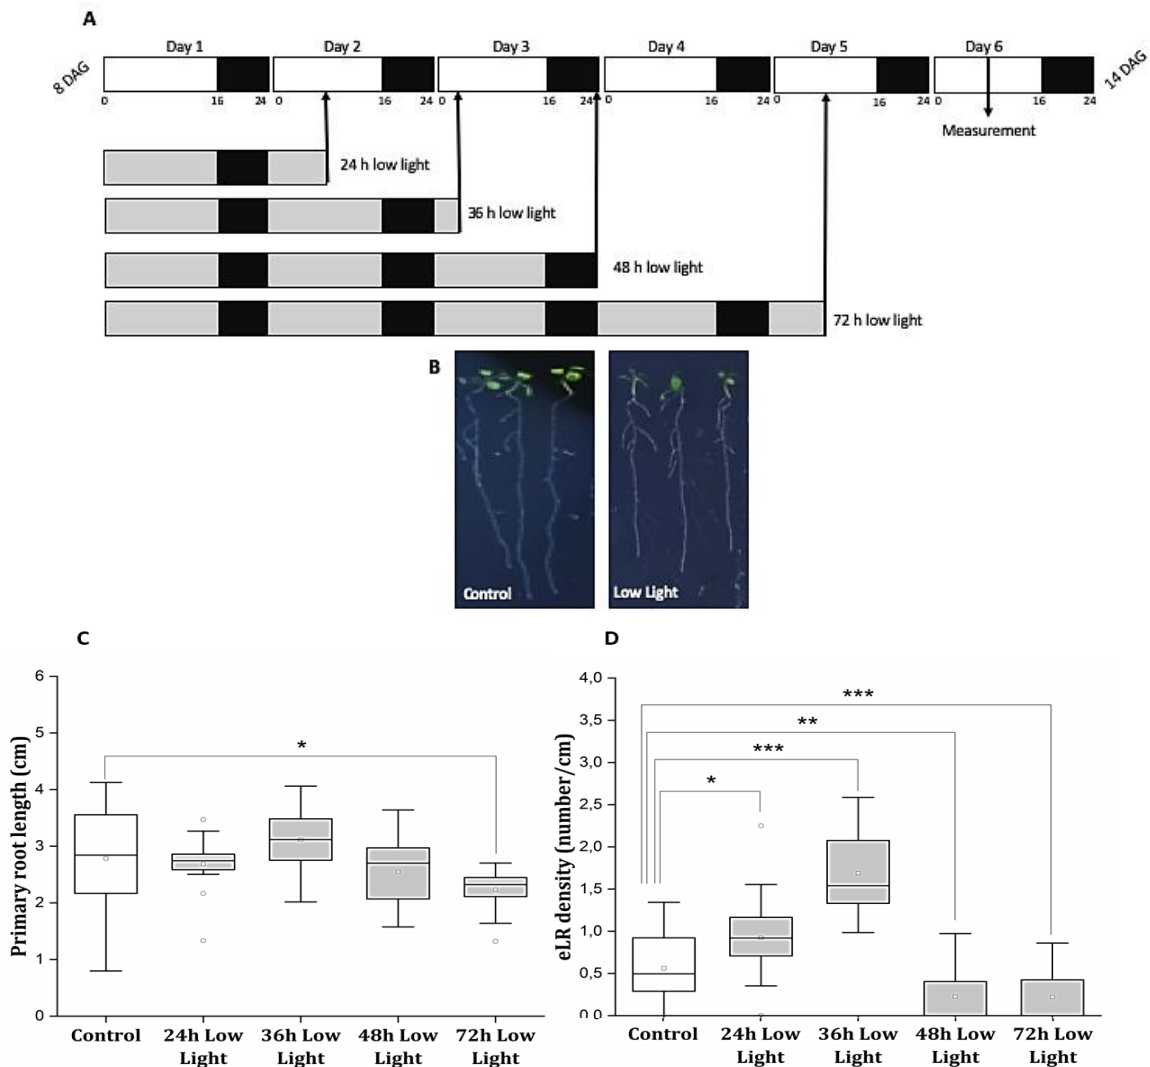 A
Day 1 Day 2 Day 3 Day 4 Day 5 Day 6
8 DAG 14 DAG
0 16 24 0 16 24 0 16 24 0 16 24 0 16 24 0 16 24
Measurement
24 h low light
36 h low light
48 h low light
72 h low light
B
Control Low Light
C D
Primary root length (cm)
6
5
4
3
2
1
0
*
Control 24h Low Light 36h Low Light 48h Low Light 72h Low Light
eLR density (number/cm)
4,0
3,5
3,0
2,5
2,0
1,5
1,0
0,5
0 0
***
**
***
*
Control 24h Low Light 36h Low Light 48h Low Light 72h Low Light